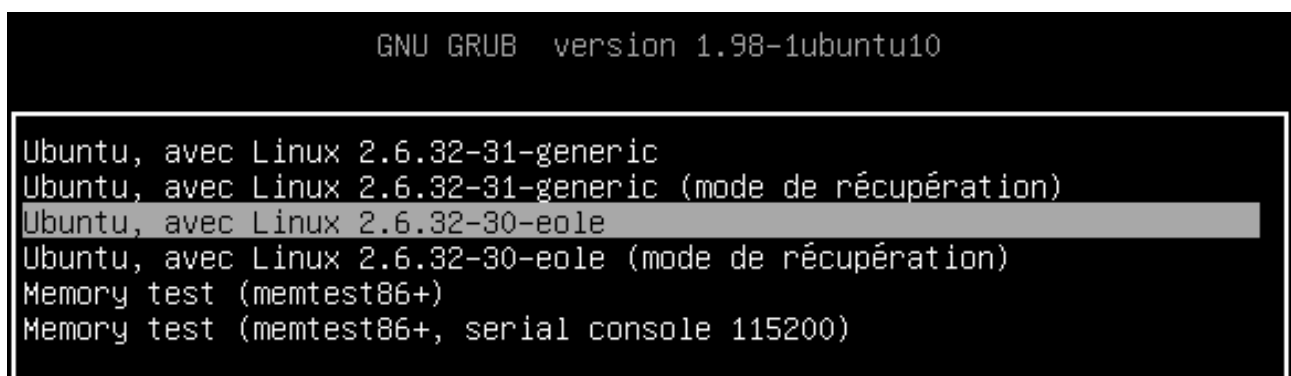 GNU GRUB  version 1.98-1ubuntu10
Ubuntu, avec Linux 2.6.32-31-generic
Ubuntu, avec Linux 2.6.32-31-generic (mode de récupération)
Ubuntu, avec Linux 2.6.32-30-eole
Ubuntu, avec Linux 2.6.32-30-eole (mode de récupération)
Memory test (memtest86+)
Memory test (memtest86+, serial console 115200)